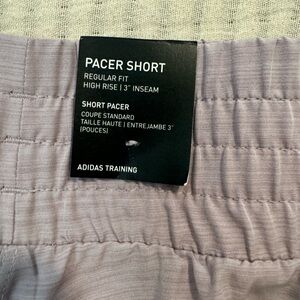 PACER SHORT
REGULAR FIT
HIGH RISE | 3" INSEAM
SHORT PACER
COUPE STANDARD
TAILLE HAUTE | ENTREJAMBE 3"
(POUCES)
ADIDAS TRAINING